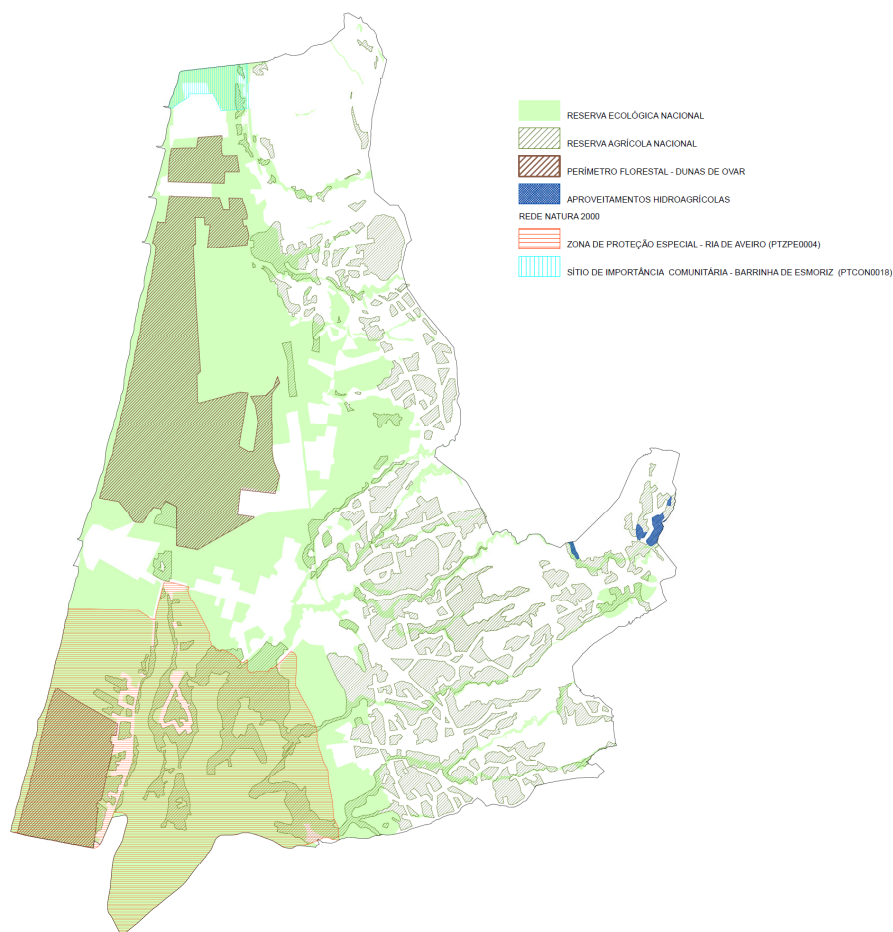 RESERVA ECOLÓGICA NACIONAL
RESERVA AGRÍCOLA NACIONAL
PERÍMETRO FLORESTAL - DUNAS DE OVAR
APROVEITAMENTOS HIDROAGRÍCOLAS
REDE NATURA 2000
ZONA DE PROTEÇÃO ESPECIAL - RIA DE AVEIRO (PTZPE0004)
SÍTIO DE IMPORTÂNCIA COMUNITÁRIA - BARRINHA DE ESMORIZ (PTCON0018)